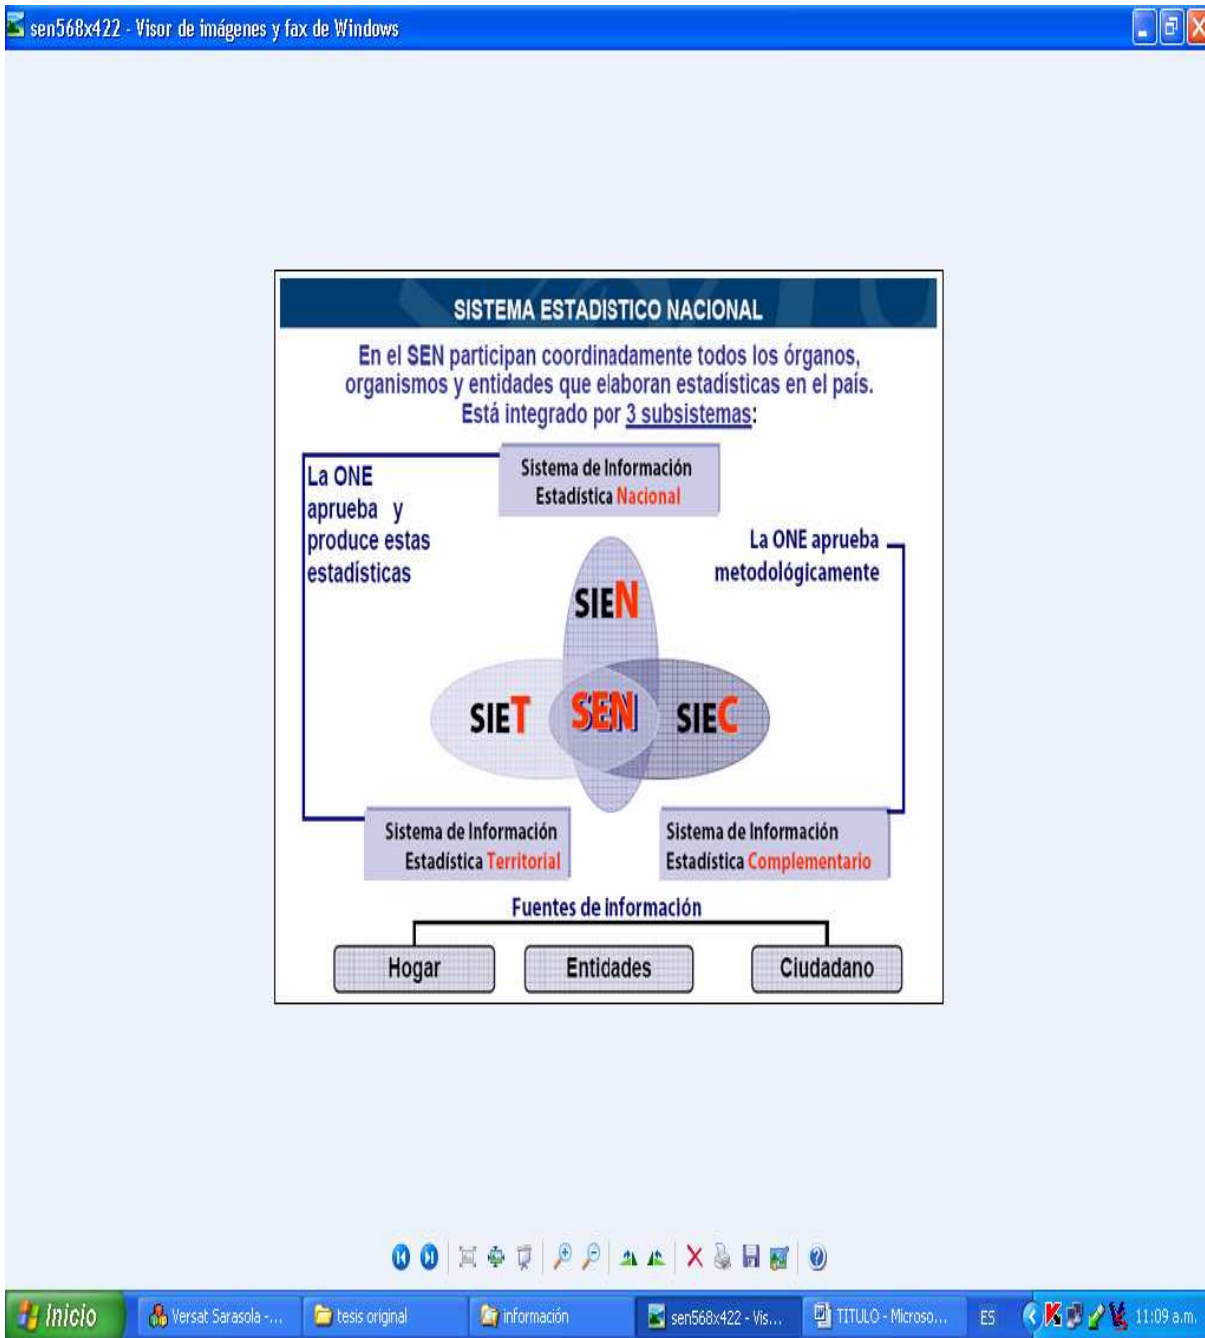 sen568x422 - Visor de imágenes y fax de Windows
SISTEMA ESTADISTICO NACIONAL
En el SEN participan coordinadamente todos los órganos,
organismos y entidades que elaboran estadísticas en el país.
Está integrado por 3 subsistemas:
Sistema de Información
Estadística Nacional
La ONE
aprueba y
produce estas
estadísticas
La ONE aprueba
metodológicamente
SIEN
SIET
SEN
SIEC
Sistema de Información
Estadística Territorial
Sistema de Información
Estadística Complementario
Fuentes de información
Hogar
Entidades
Ciudadano
Inicio
Versat Sarasola -...
tesis original
información
sen568x422 - Vis...
TITULO - Microso...
ES
11:09 a.m.